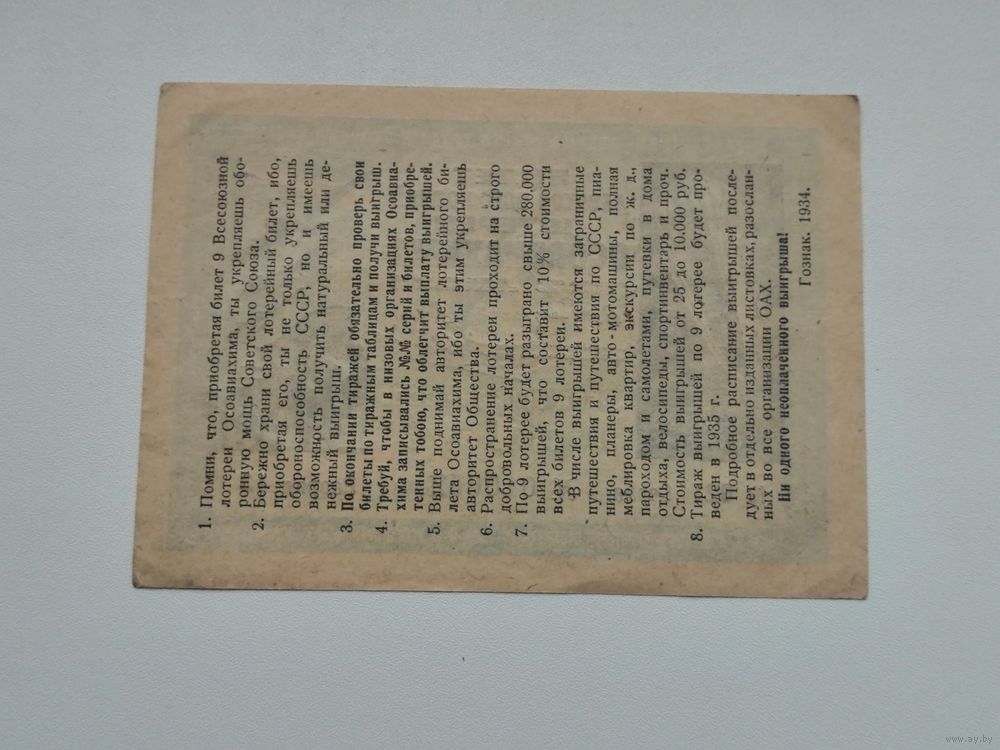 1. Помни, что, приобретая билет 9 Всесоюзной
лотереи Осоавиахима, ты укрепляешь обо-
ронную мощь Советского Союза.
2. Бережно храни свой лотерейный билет, ибо,
приобретая его, ты не только укрепляешь
обороноспособность СССР, но и имеешь
возможность получить натуральный или де-
нежный выигрыш.
3. По окончании тиражей обязательно проверь свои
билеты по тиражным таблицам и получи выигрыш.
4. Требуй, чтобы в низовых организациях Осоавиа-
хима записывались №№ серий и билетов, приобре-
тенных тобою, что облегчит выплату выигрышей.
5. Выше поднимай авторитет лотерейного би-
лета Осоавиахима, ибо ты этим укрепляешь
авторитет Общества.
6. Распространение лотереи проходит на строго
добровольных началах.
7. По 9 лотерее будет разыграно свыше 280.000
выигрышей, что составит 10% стоимости
всех билетов 9 лотереи.
В числе выигрышей имеются заграничные
путешествия и путешествия по СССР, пиа-
нино, планеры, авто-мотомашины, полная
меблировка квартир, экскурсии по ж. д.,
пароходом и самолетами, путевки в дома
отдыха, велосипеды, спортинвентарь и проч.
Стоимость выигрышей от 25 до 10.000 руб.
8. Тираж выигрышей по 9 лотерее будет про-
веден в 1935 г.
Подробное расписание выигрышей после-
дует в отдельно изданных листовках, разослан-
ных во все организации ОАХ.
Ни одного неоплаченного выигрыша!
Гознак. 1934.
www.ay.by